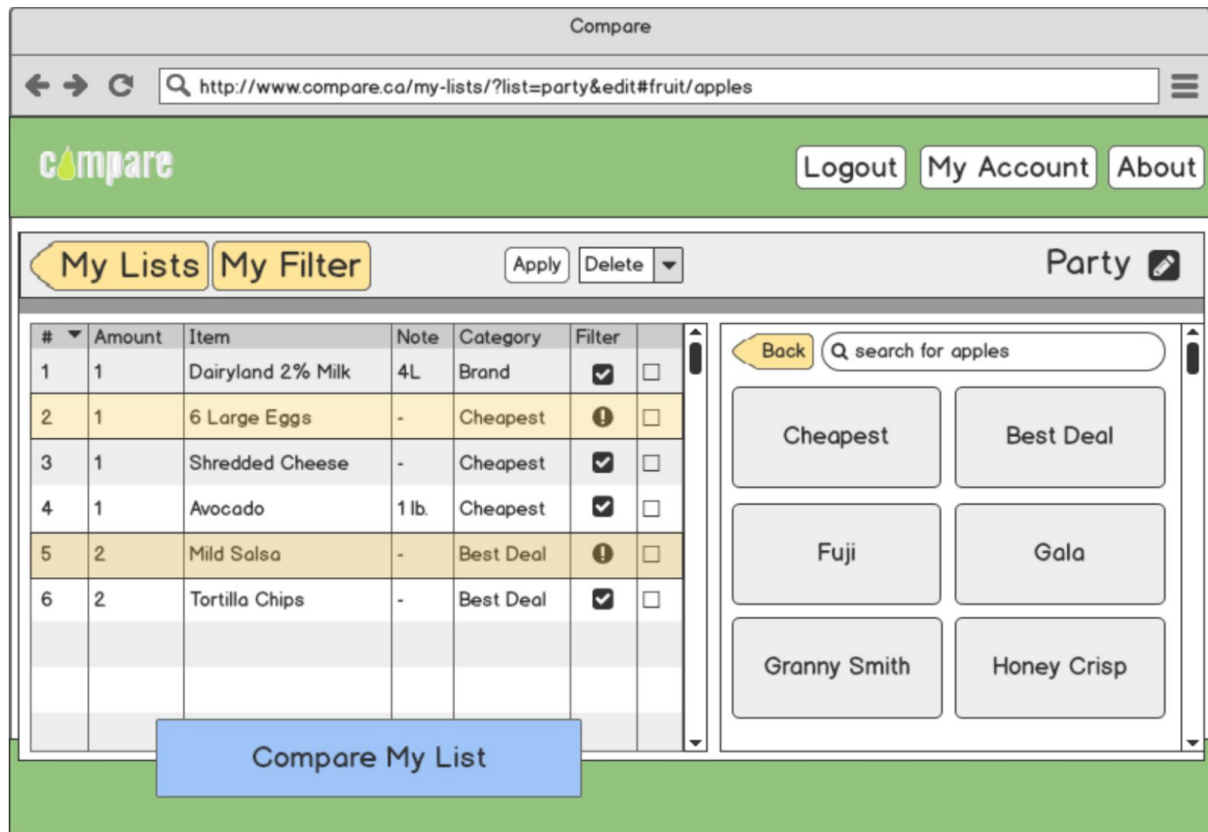 Compare
http://www.compare.ca/my-lists/?list=party&edit#fruit/apples
compare
Logout My Account About
My Lists My Filter Apply Delete Party
# Amount Item Note Category Filter
1 1 Dairyland 2% Milk 4L Brand
2 1 6 Large Eggs - Cheapest
3 1 Shredded Cheese - Cheapest
4 1 Avocado 1 lb. Cheapest
5 2 Mild Salsa - Best Deal
6 2 Tortilla Chips - Best Deal
Back search for apples
Cheapest Best Deal
Fuji Gala
Granny Smith Honey Crisp
Compare My List